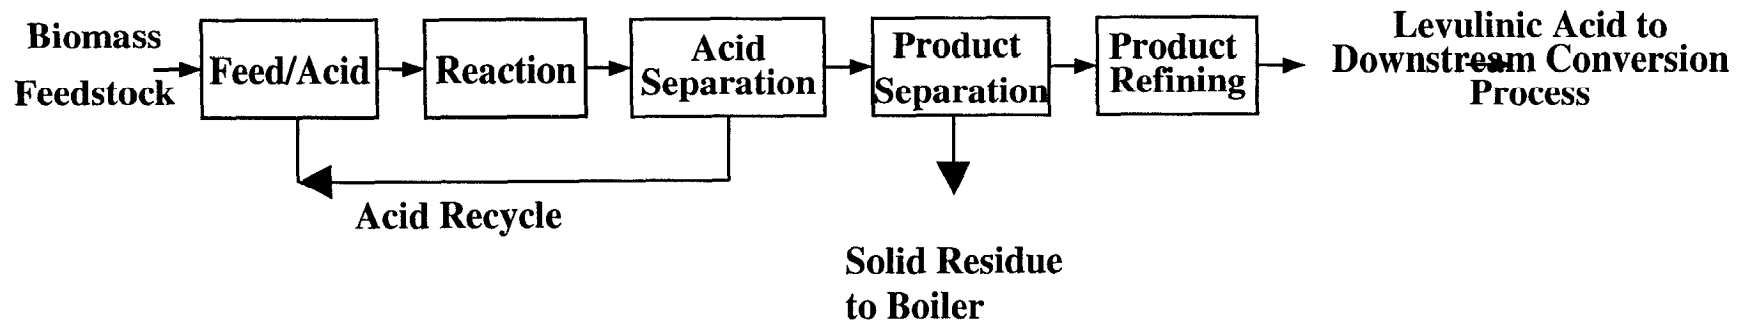 Biomass
Feedstock
Feed/Acid
Reaction
Acid
Separation
Product
Separation
Product
Refining
Levulinic Acid to
Downstream Conversion
Process
Acid Recycle
Solid Residue
to Boiler